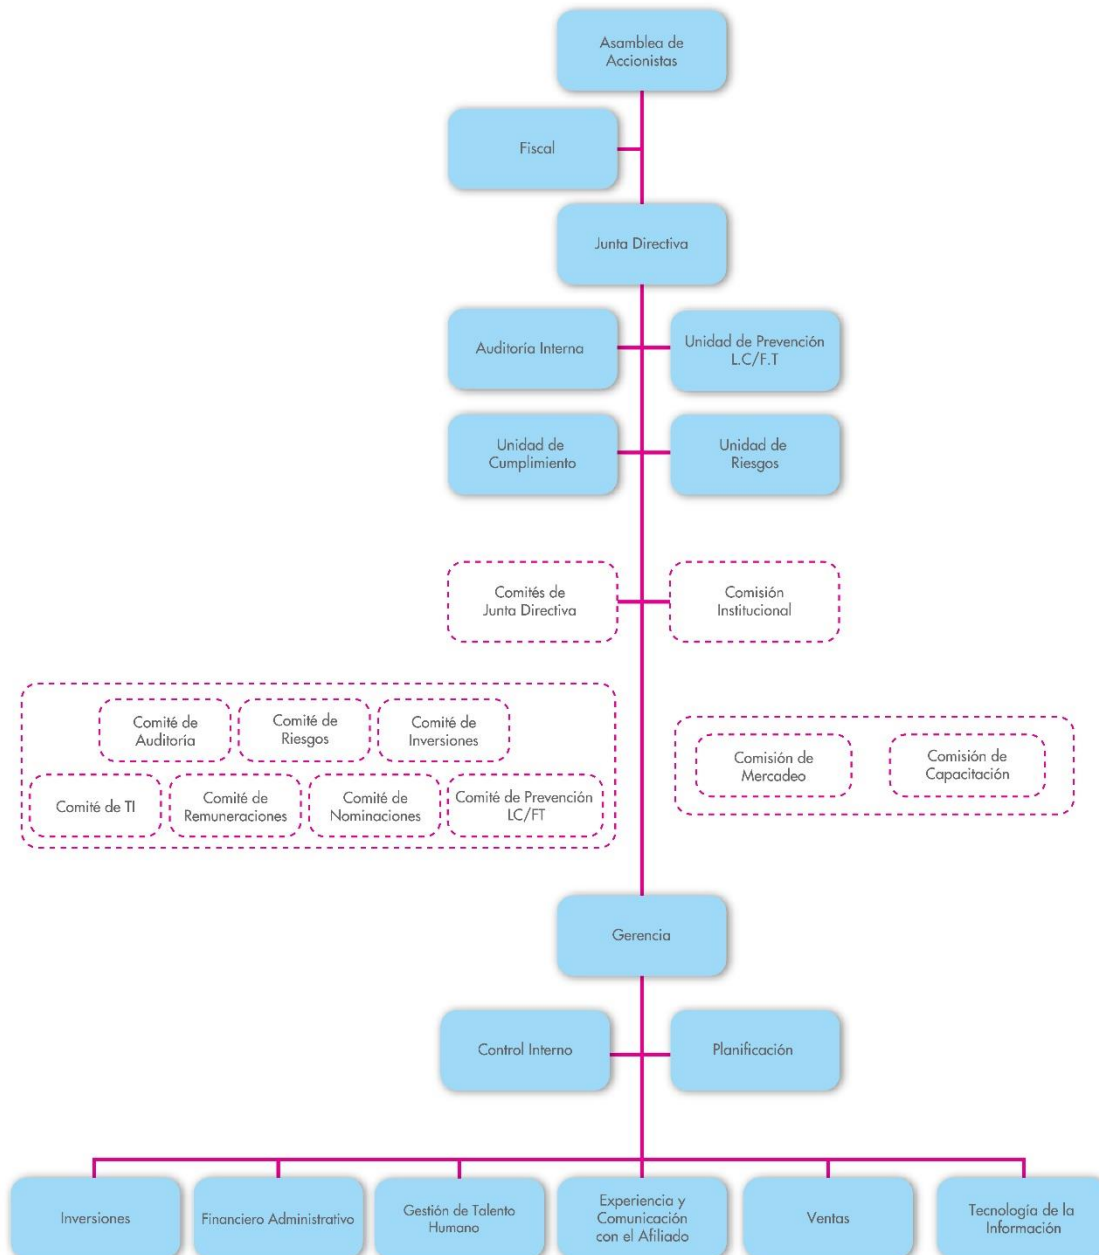 Asamblea de
Accionistas
Fiscal
Junta Directiva
Auditoría Interna
Unidad de Prevención
L.C/F.T
Unidad de
Cumplimiento
Unidad de
Riesgos
Comités de
Junta Directiva
Comisión
Institucional
Comité de
Auditoría
Comité de
Riesgos
Comité de
Inversiones
Comité de TI
Comité de
Remuneraciones
Comité de
Nominaciones
Comité de Prevención
LC/FT
Comisión de
Mercadeo
Comisión de
Capacitación
Gerencia
Control Interno
Planificación
Inversiones
Financiero Administrativo
Gestión de Talento
Humano
Experiencia y
Comunicación
con el Afiliado
Ventas
Tecnología de la
Información